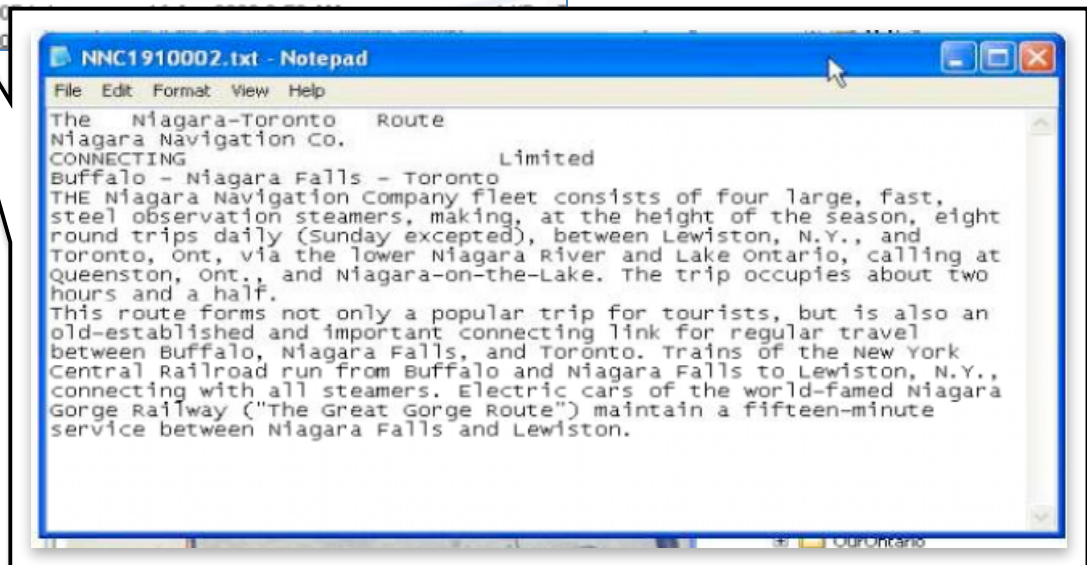 NNC1910002.txt - Notepad
File Edit Format View Help
The   Niagara-Toronto   Route
Niagara Navigation Co.
CONNECTING                    Limited
Buffalo - Niagara Falls - Toronto
THE Niagara Navigation Company fleet consists of four large, fast,
steel observation steamers, making, at the height of the season, eight
round trips daily (Sunday excepted), between Lewiston, N.Y., and
Toronto, Ont, via the lower Niagara River and Lake Ontario, calling at
Queenston, Ont., and Niagara-on-the-Lake. The trip occupies about two
hours and a half.
This route forms not only a popular trip for tourists, but is also an
old-established and important connecting link for regular travel
between Buffalo, Niagara Falls, and Toronto. Trains of the New York
Central Railroad run from Buffalo and Niagara Falls to Lewiston, N.Y.,
connecting with all steamers. Electric cars of the world-famed Niagara
Gorge Railway ("The Great Gorge Route") maintain a fifteen-minute
service between Niagara Falls and Lewiston.
OurOntario